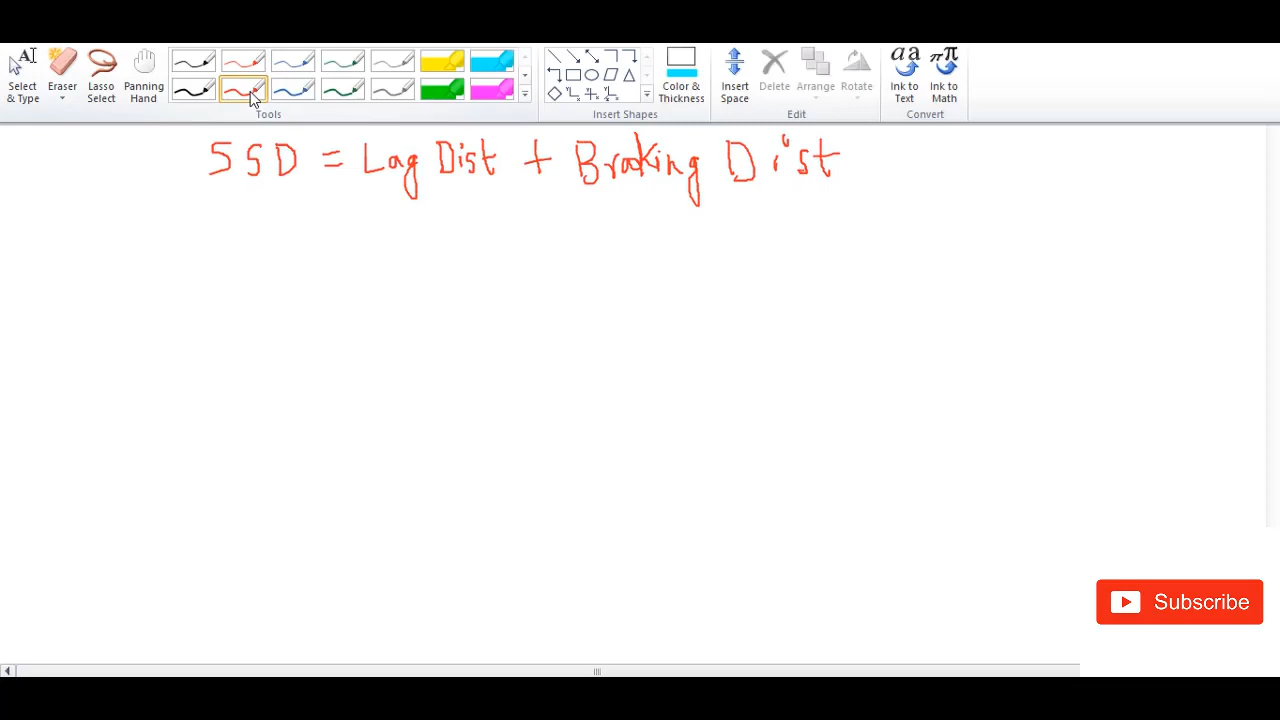 Select & Type
Eraser
Lasso Select
Panning Hand
Color & Thickness
Insert Space
Delete
Arrange
Rotate
Ink to Text
Ink to Math
Tools
Insert Shapes
Edit
Convert
SSD = Lag Dist + Braking Dist
Subscribe